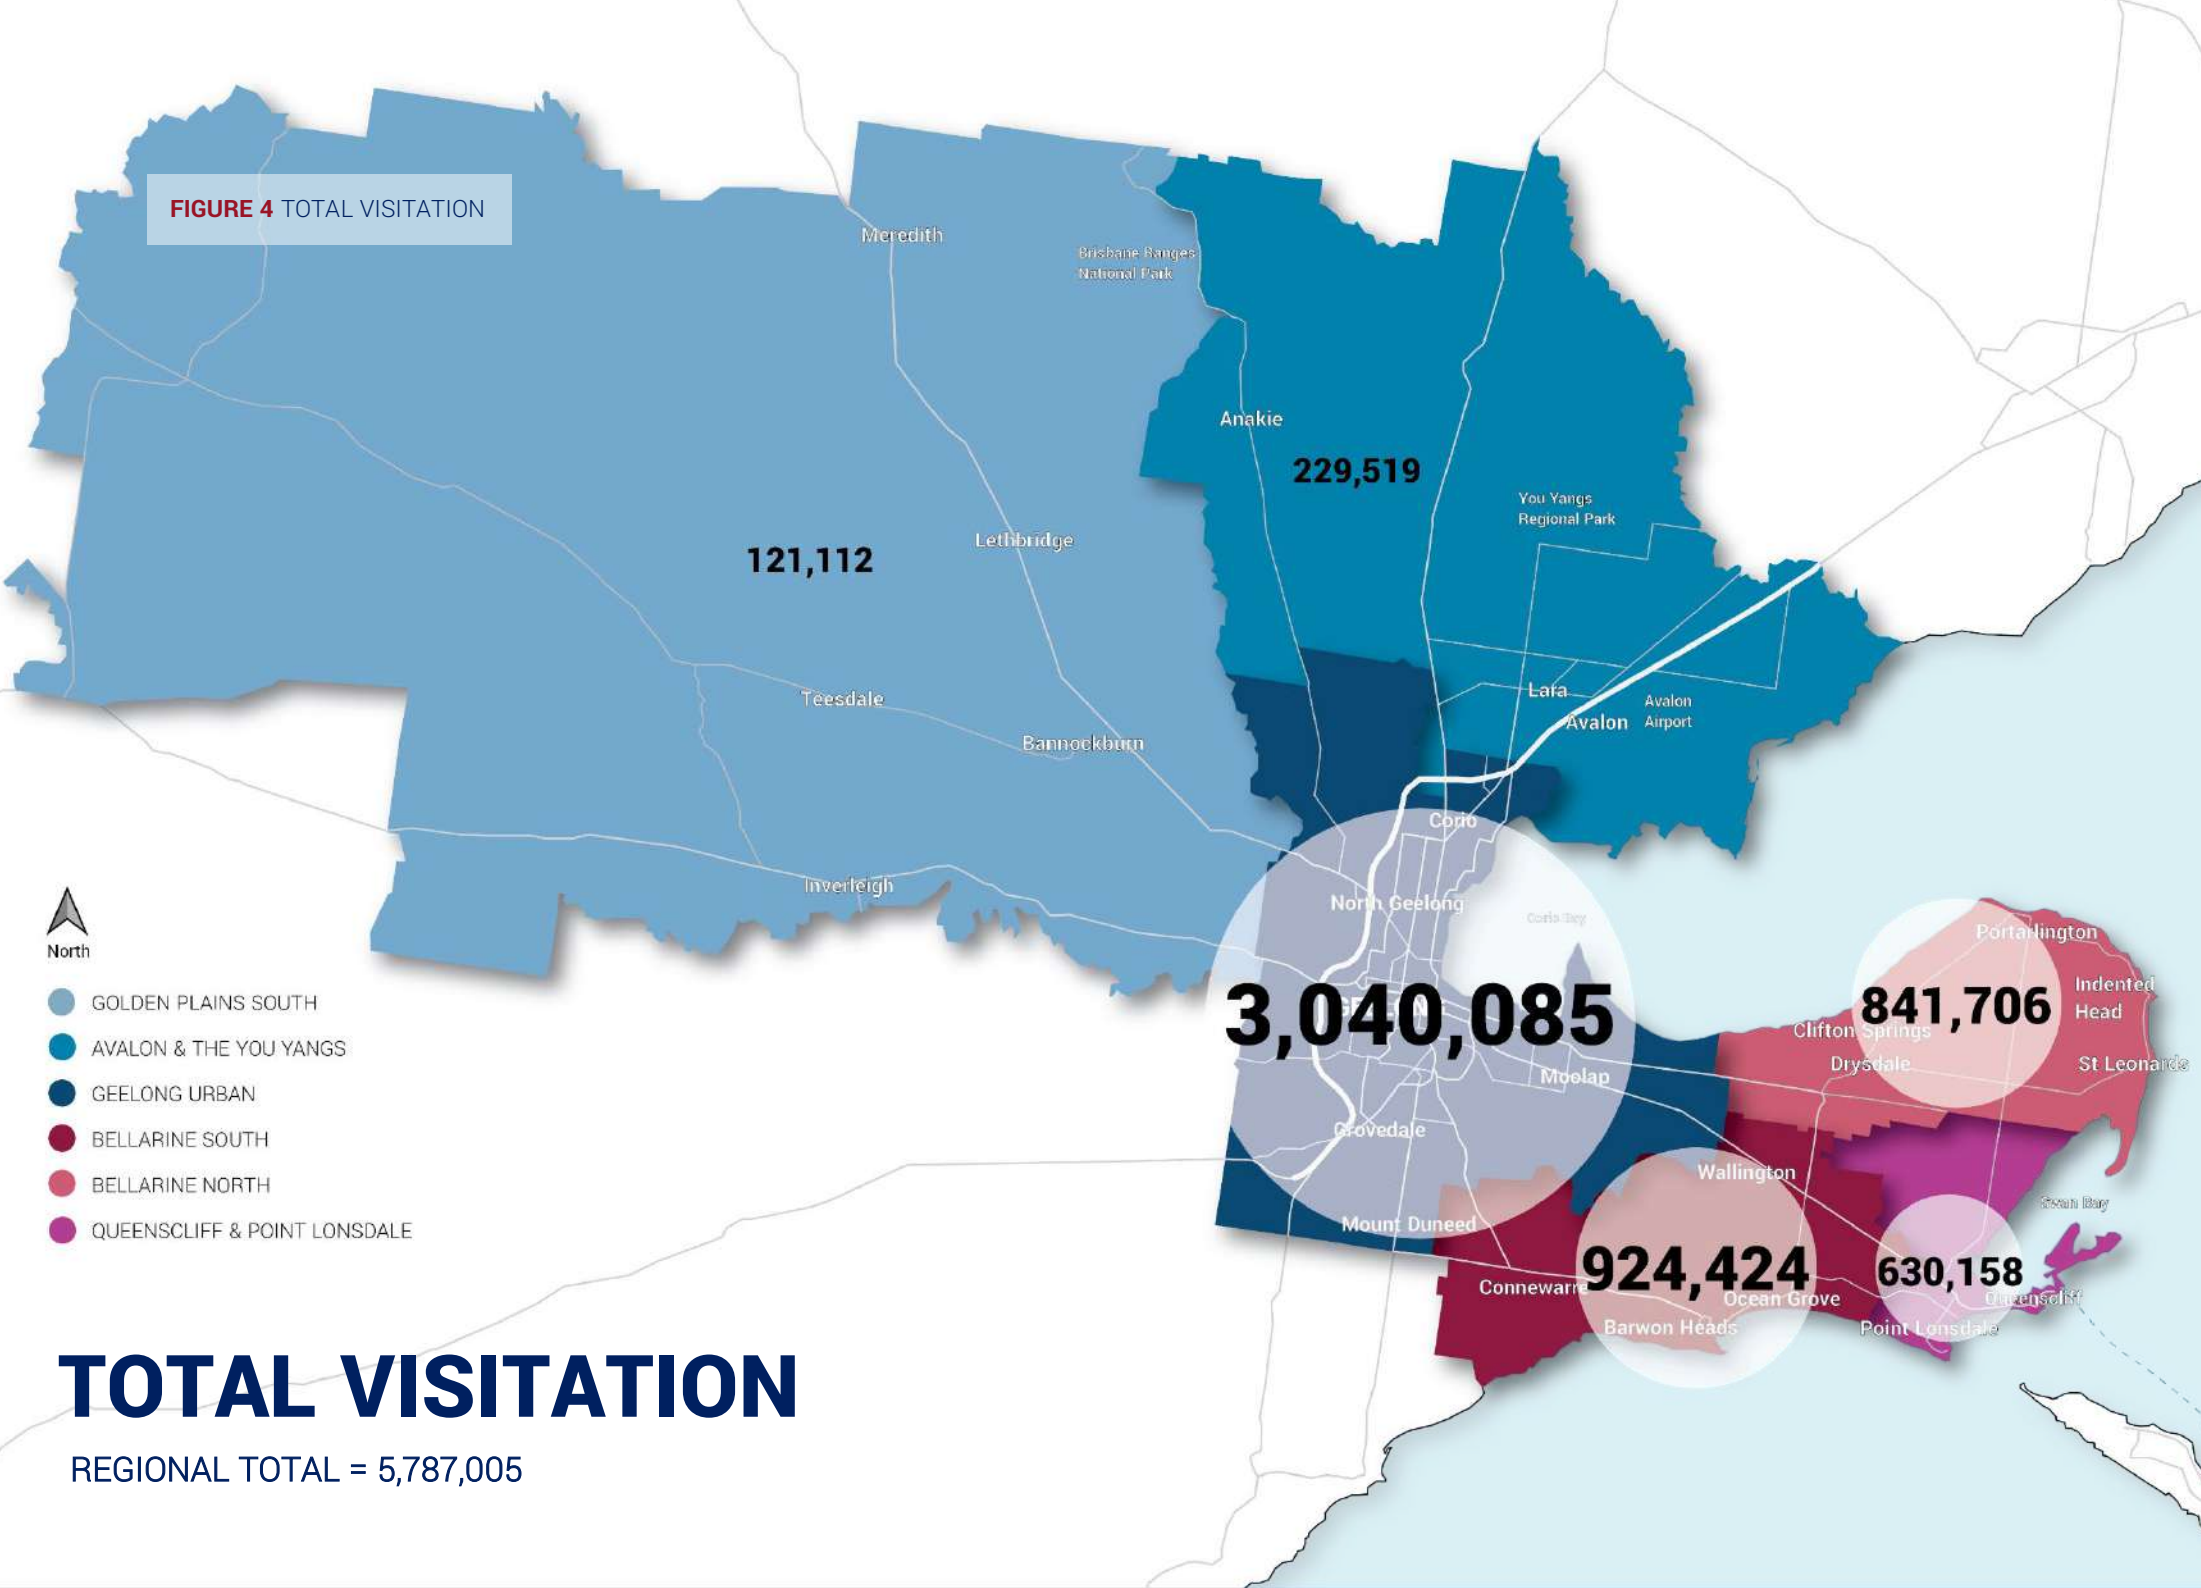 FIGURE 4 TOTAL VISITATION
Meredith
Brisbane Ranges
National Park
Anakie
229,519
You Yangs
Regional Park
Lethbridge
121,112
Teesdale
Lara
Avalon
Airport
Avalon
Bannockburn
Corio
Inverleigh
North Geelong
Corio Bay
North
Portarlington
Indented
Head
3,040,085
841,706
Clifton Springs
Drysdale
St Leonards
Moolap
Grovedale
Wallington
Swan Bay
Mount Duneed
924,424
630,158
Connewarre
Ocean Grove
Queenscliff
Barwon Heads
Point Lonsdale
GOLDEN PLAINS SOUTH
AVALON & THE YOU YANGS
GEELONG URBAN
BELLARINE SOUTH
BELLARINE NORTH
QUEENSCLIFF & POINT LONSDALE
TOTAL VISITATION
REGIONAL TOTAL = 5,787,005